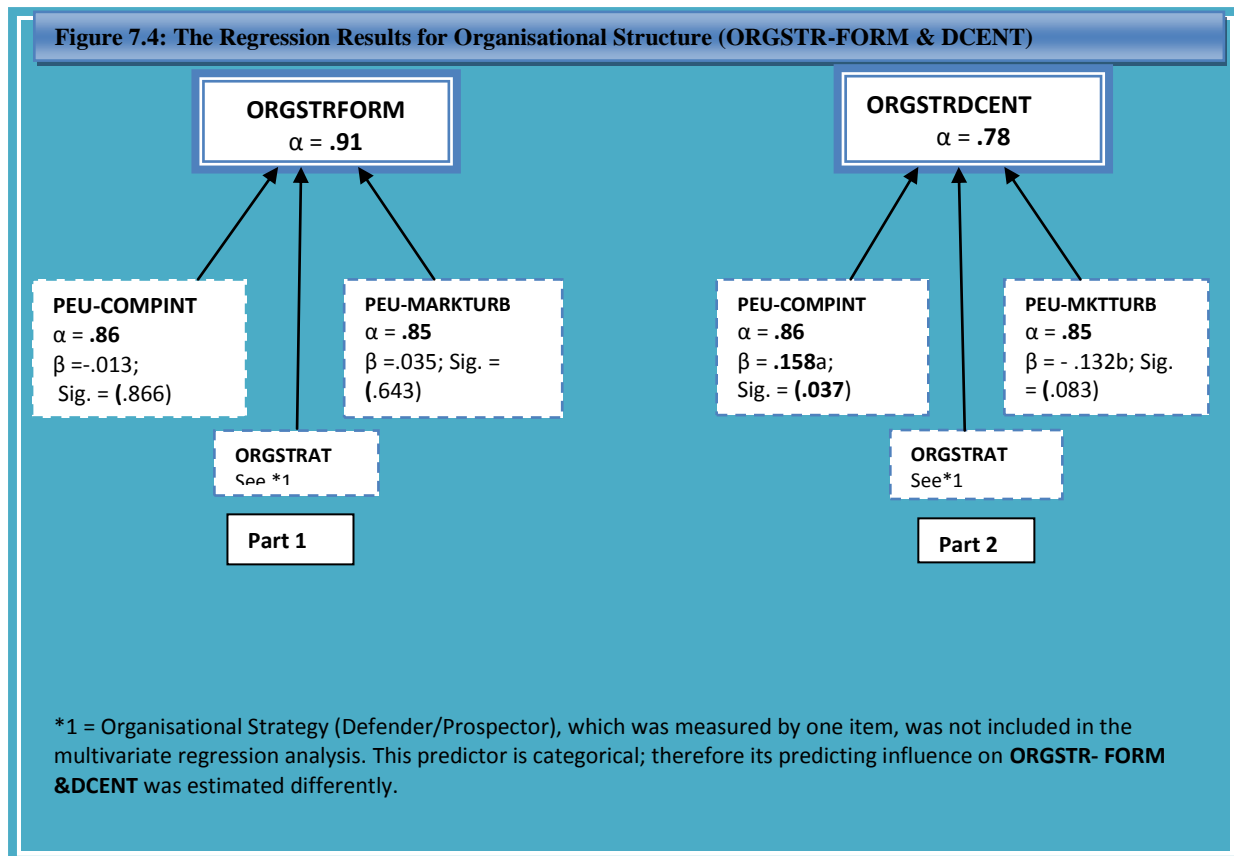 Figure 7.4: The Regression Results for Organisational Structure (ORGSTR-FORM & DCENT)
ORGSTRFORM
α = .91
ORGSTRDCENT
α = .78
PEU-COMPINT
α = .86
β =-.013;
Sig. = (.866)
PEU-MARKTURB
α = .85
β =.035; Sig. =
(.643)
PEU-COMPINT
α = .86
β = .158a;
Sig. = (.037)
PEU-MKTTURB
α = .85
β = - .132b; Sig.
= (.083)
ORGSTRAT
See *1
ORGSTRAT
See*1
Part 1
Part 2
*1 = Organisational Strategy (Defender/Prospector), which was measured by one item, was not included in the
multivariate regression analysis. This predictor is categorical; therefore its predicting influence on ORGSTR- FORM
&DCENT was estimated differently.